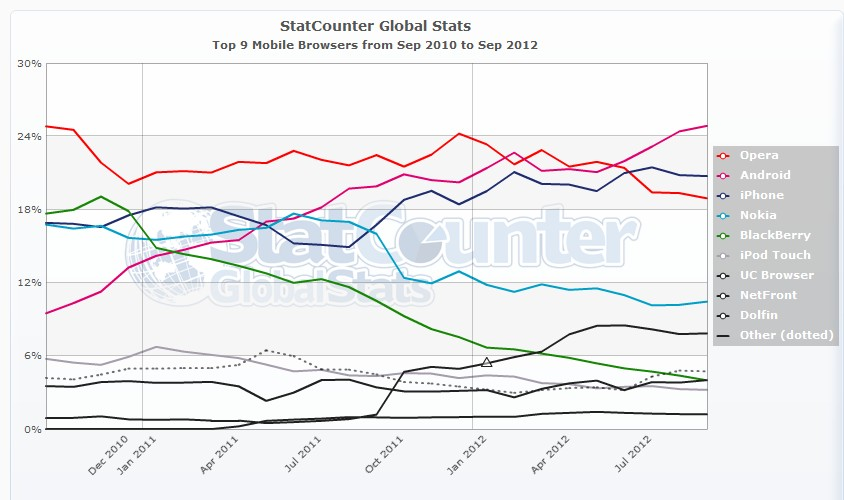 StatCounter Global Stats
Top 9 Mobile Browsers from Sep 2010 to Sep 2012
30%
24%
18%
12%
6%
0%
StatCounter
GlobalStats
Opera
Android
iPhone
Nokia
BlackBerry
iPod Touch
UC Browser
NetFront
Dolfin
Other (dotted)
Dec 2010
Jan 2011
Apr 2011
Jul 2011
Oct 2011
Jan 2012
Apr 2012
Jul 2012